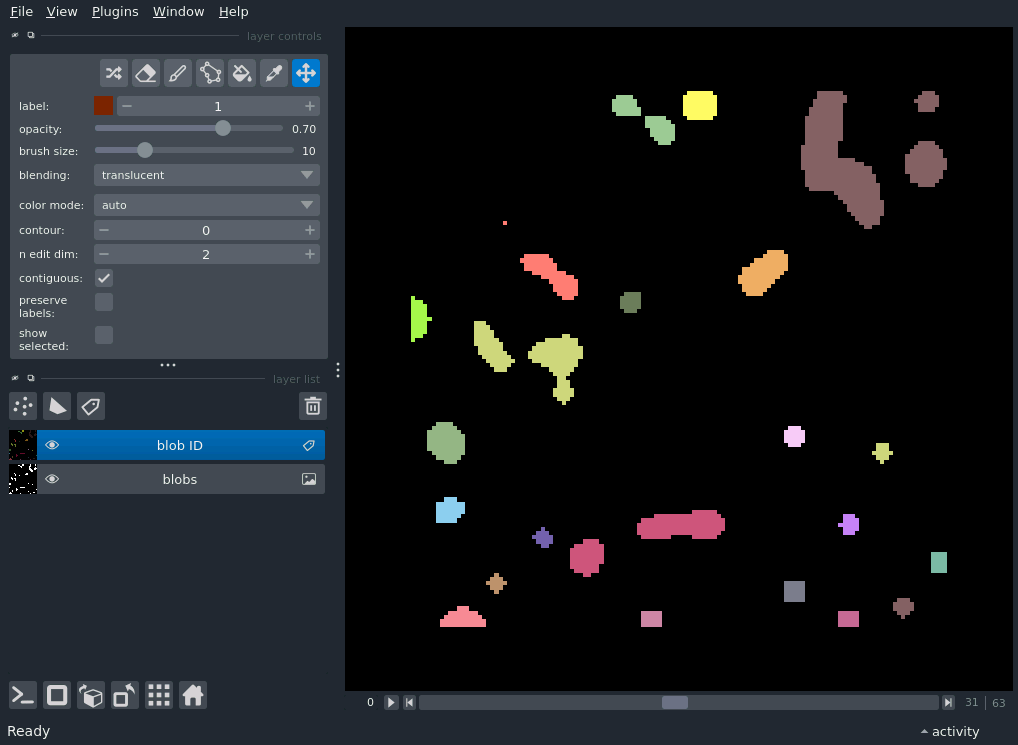 File View Plugins Window Help
layer controls
label: 1
opacity: 0.70
brush size: 10
blending: translucent
color mode: auto
contour: 0
n edit dim: 2
contiguous:
preserve
labels:
show
selected:
layer list
blob ID
blobs
0 31 63
Ready activity